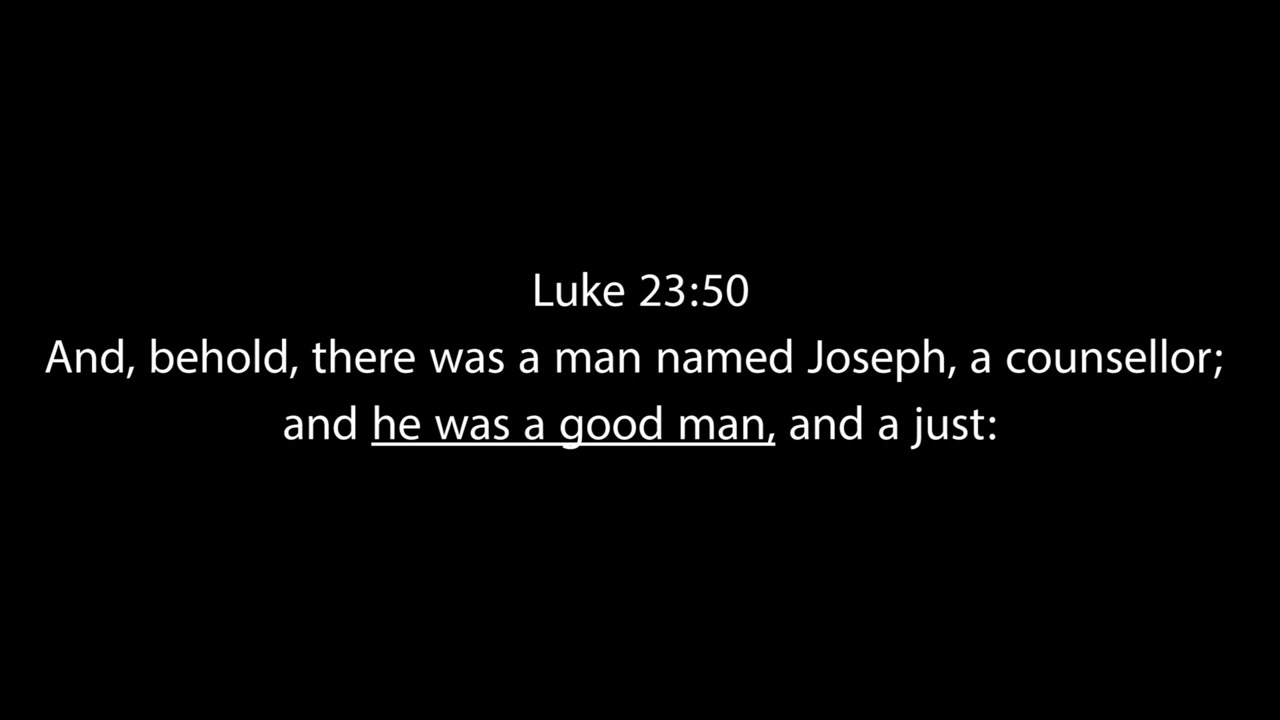 Luke 23:50
And, behold, there was a man named Joseph, a counsellor;
and he was a good man, and a just: